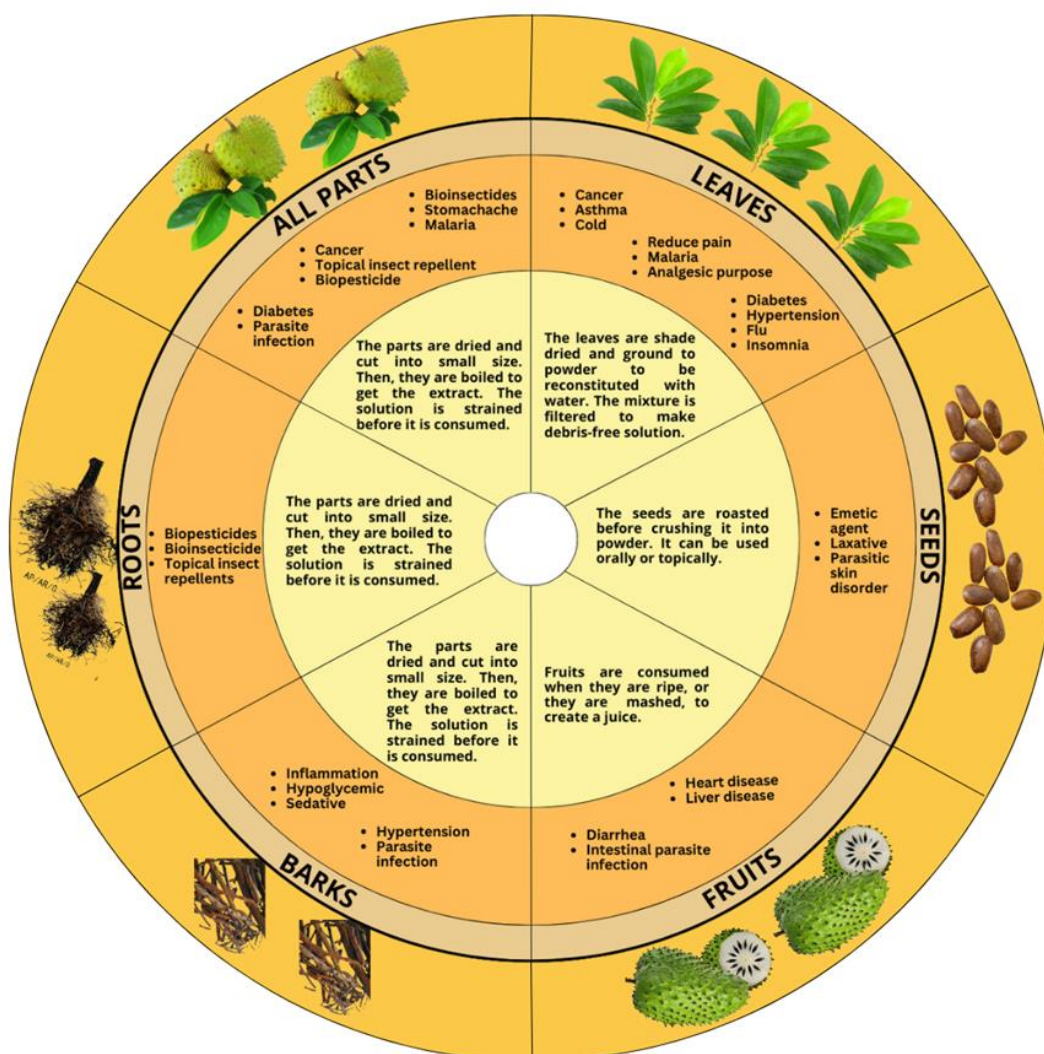 ALL PARTS
• Bioinsectides
• Stomachache
• Malaria
• Cancer
• Topical insect repellent
• Biopesticide
• Diabetes
• Parasite
infection
The parts are dried and
cut into small size.
Then, they are boiled to
get the extract. The
solution is strained
before it is consumed.
LEAVES
• Cancer
• Asthma
• Cold
• Reduce pain
• Malaria
• Analgesic purpose
• Diabetes
• Hypertension
• Flu
• Insomnia
The leaves are shade
dried and ground to
powder to be
reconstituted with
water. The mixture is
filtered to make
debris-free solution.
SEEDS
• Emetic
agent
• Laxative
• Parasitic
skin
disorder
The seeds are roasted
before crushing it into
powder. It can be used
orally or topically.
FRUITS
Fruits are consumed
when they are ripe, or
they are mashed, to
create a juice.
• Heart disease
• Liver disease
• Diarrhea
• Intestinal parasite
infection
BARKS
The parts are
dried and cut into
small size. Then,
they are boiled to
get the extract.
The solution is
strained before it
is consumed.
• Inflammation
• Hypoglycemic
• Sedative
• Hypertension
• Parasite
infection
ROOTS
• Biopesticides
• Bioinsecticide
• Topical insect
repellents
The parts are dried and
cut into small size.
Then, they are boiled to
get the extract. The
solution is strained
before it is consumed.
AP/AR/0